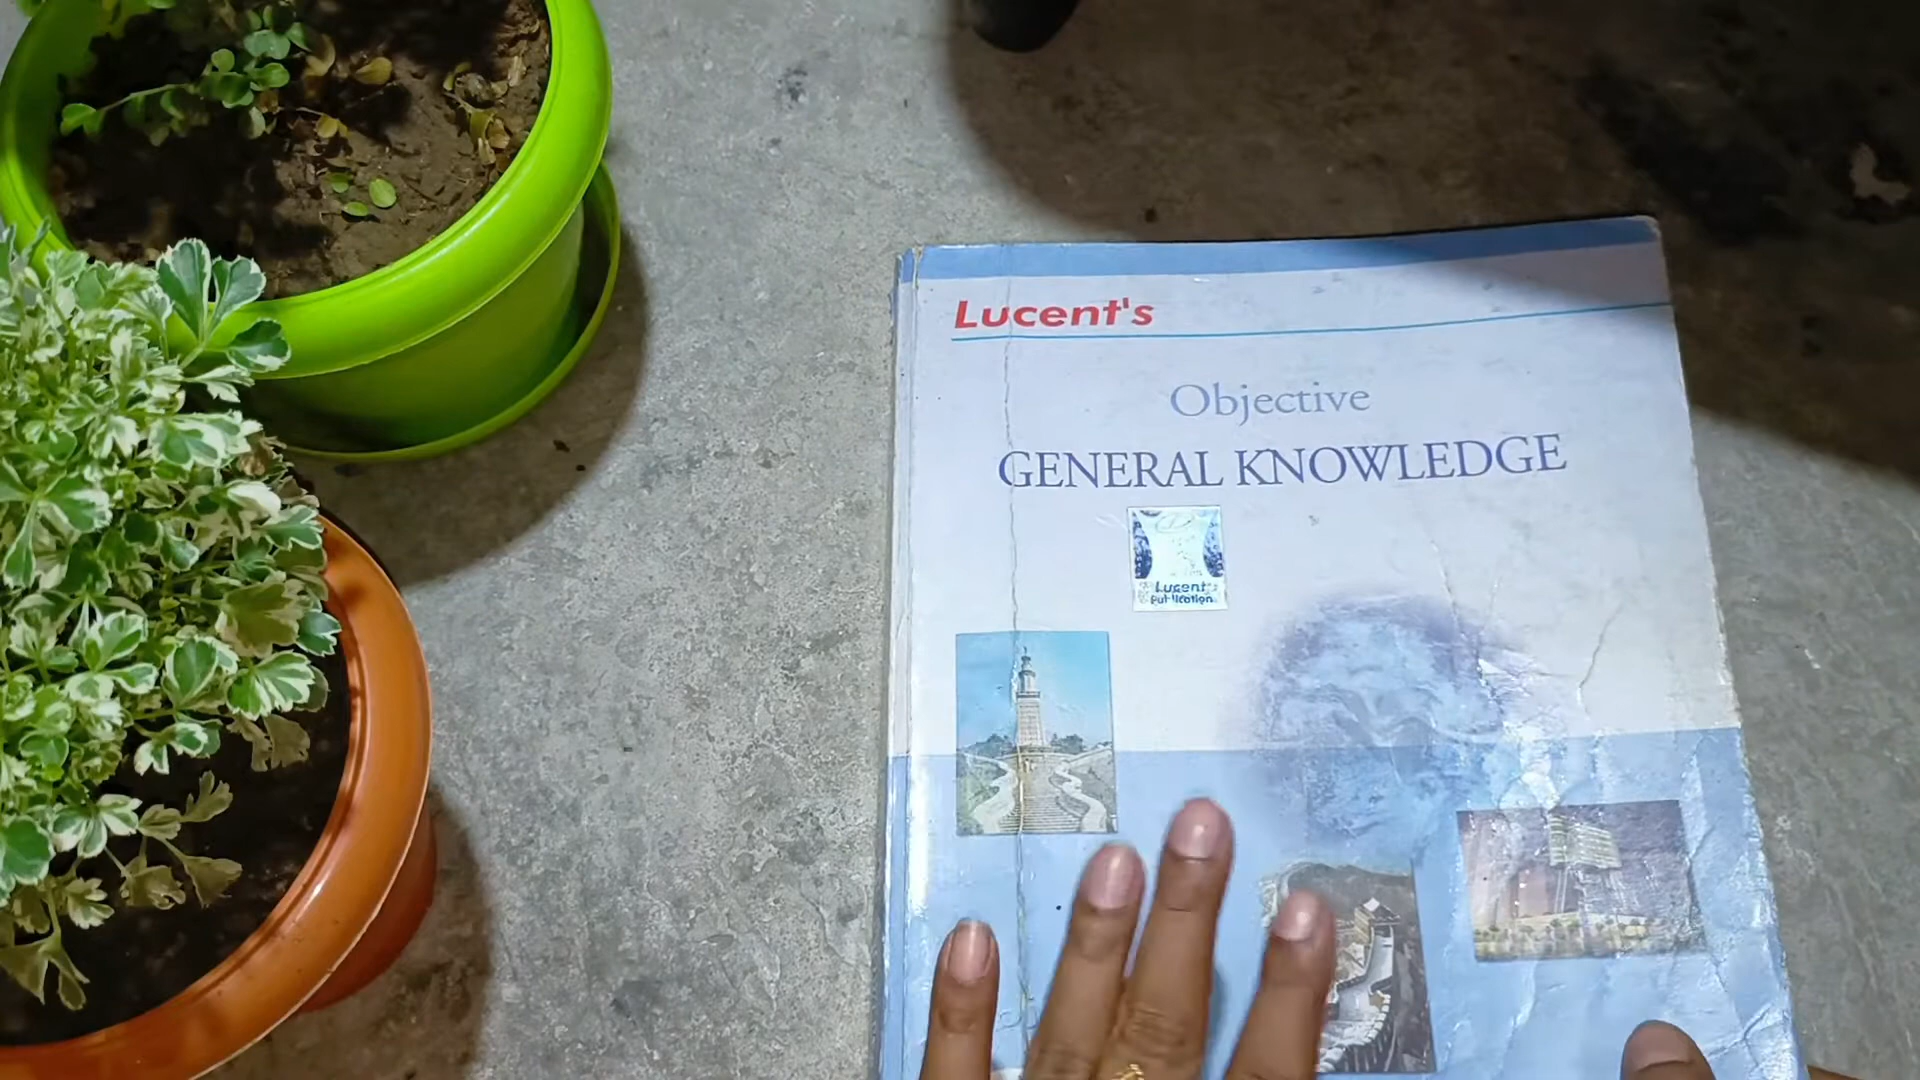 Lucent's
Objective
GENERAL KNOWLEDGE
Lucent
Publication